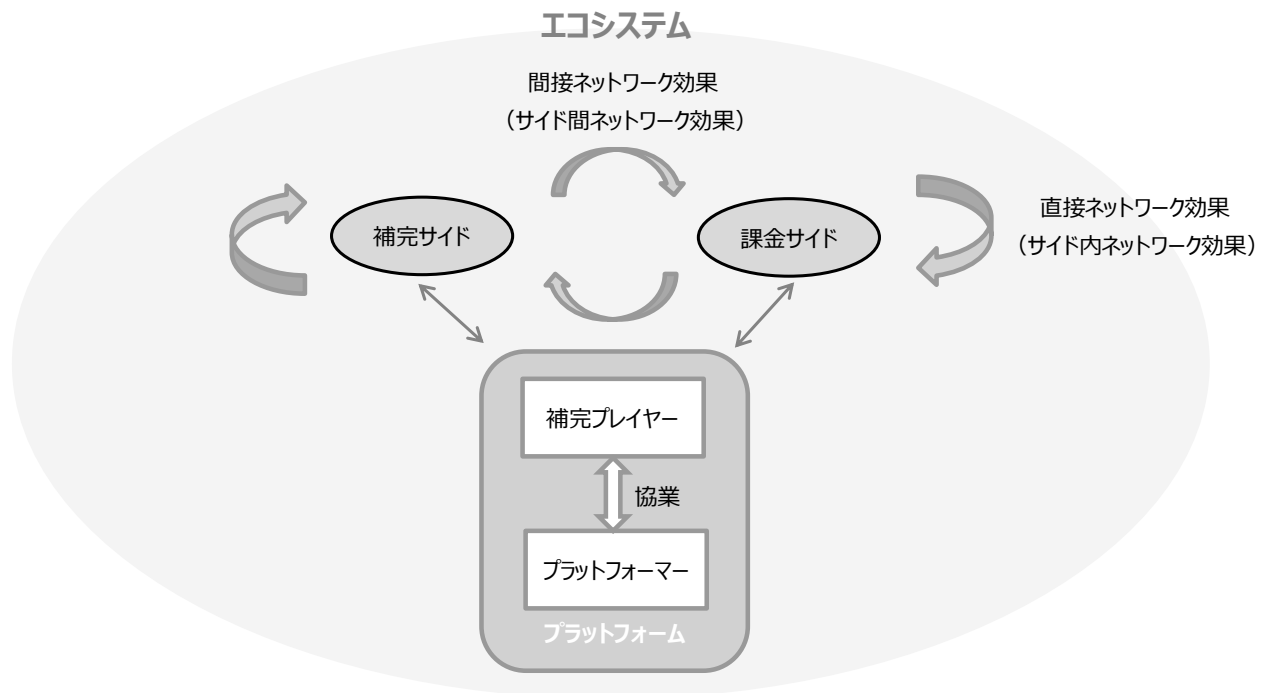 エコシステム
間接ネットワーク効果
（サイド間ネットワーク効果）
補完サイド
課金サイド
直接ネットワーク効果
（サイド内ネットワーク効果）
補完プレイヤー
協業
プラットフォーマー
プラットフォーム